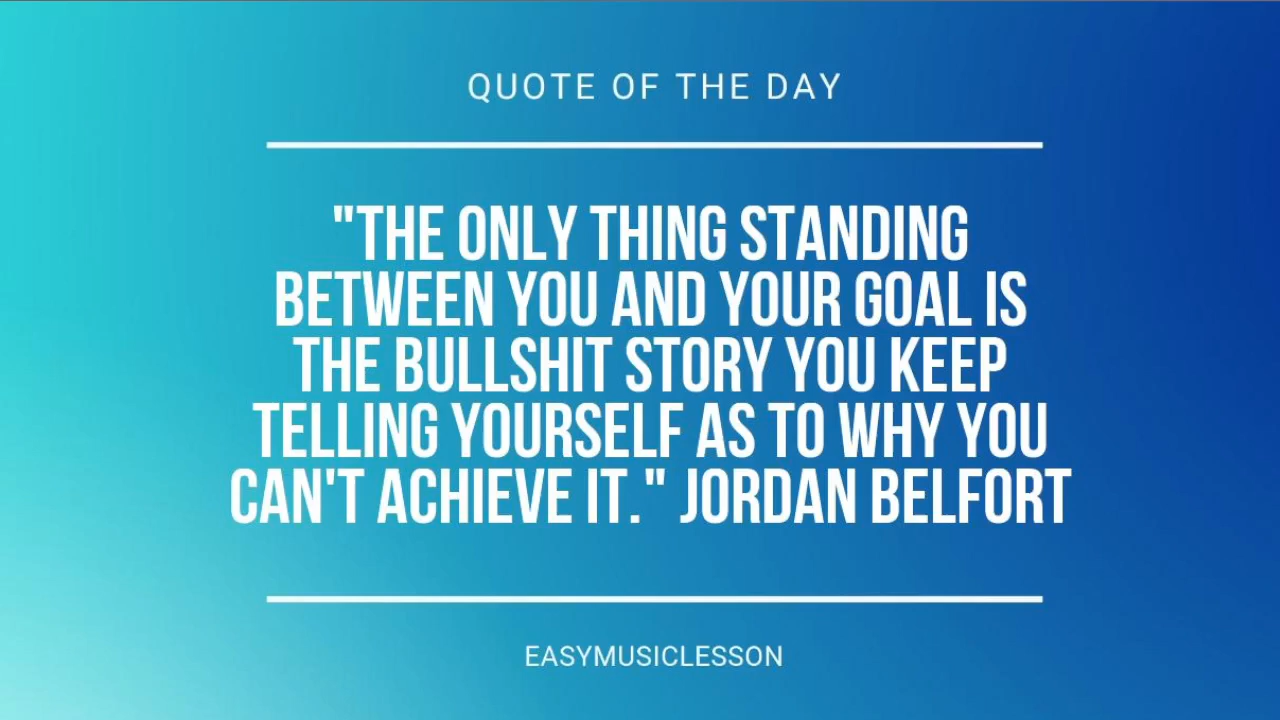 QUOTE OF THE DAY
"THE ONLY THING STANDING
BETWEEN YOU AND YOUR GOAL IS
THE BULLSHIT STORY YOU KEEP
TELLING YOURSELF AS TO WHY YOU
CAN'T ACHIEVE IT." JORDAN BELFORT
EASYMUSICLESSON